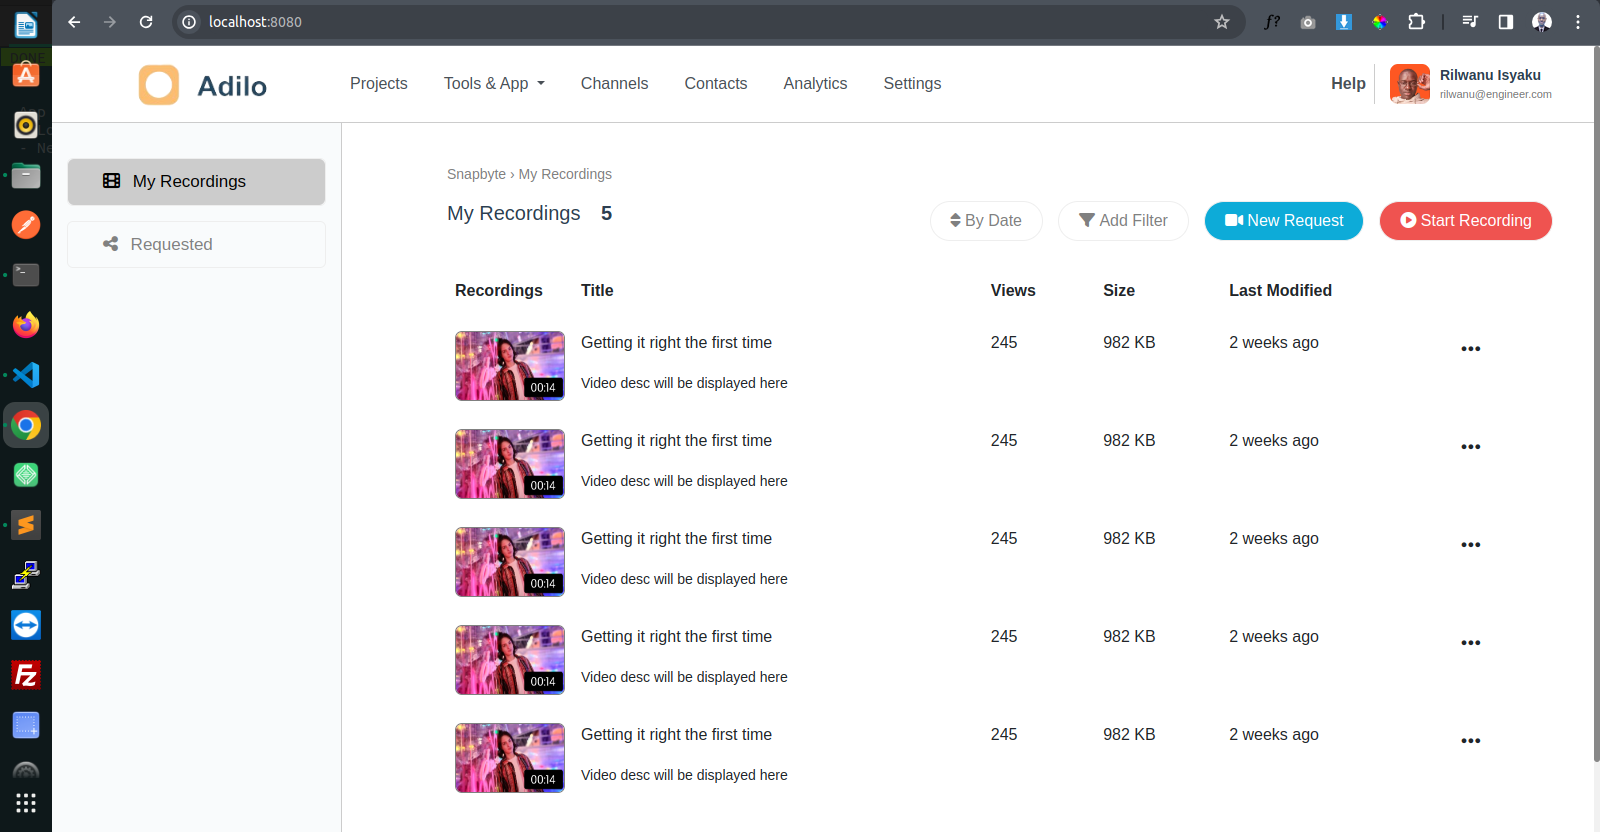 localhost:8080
f?
DONE
Adilo
Projects
Tools & App
Channels
Contacts
Analytics
Settings
Help
Rilwanu Isyaku
rilwanu@engineer.com
My Recordings
Requested
Snapbyte › My Recordings
My Recordings 5
By Date
Add Filter
New Request
Start Recording
Recordings Title Views Size Last Modified
Getting it right the first time 245 982 KB 2 weeks ago
Video desc will be displayed here
00:14
Getting it right the first time 245 982 KB 2 weeks ago
Video desc will be displayed here
00:14
Getting it right the first time 245 982 KB 2 weeks ago
Video desc will be displayed here
00:14
Getting it right the first time 245 982 KB 2 weeks ago
Video desc will be displayed here
00:14
Getting it right the first time 245 982 KB 2 weeks ago
Video desc will be displayed here
00:14